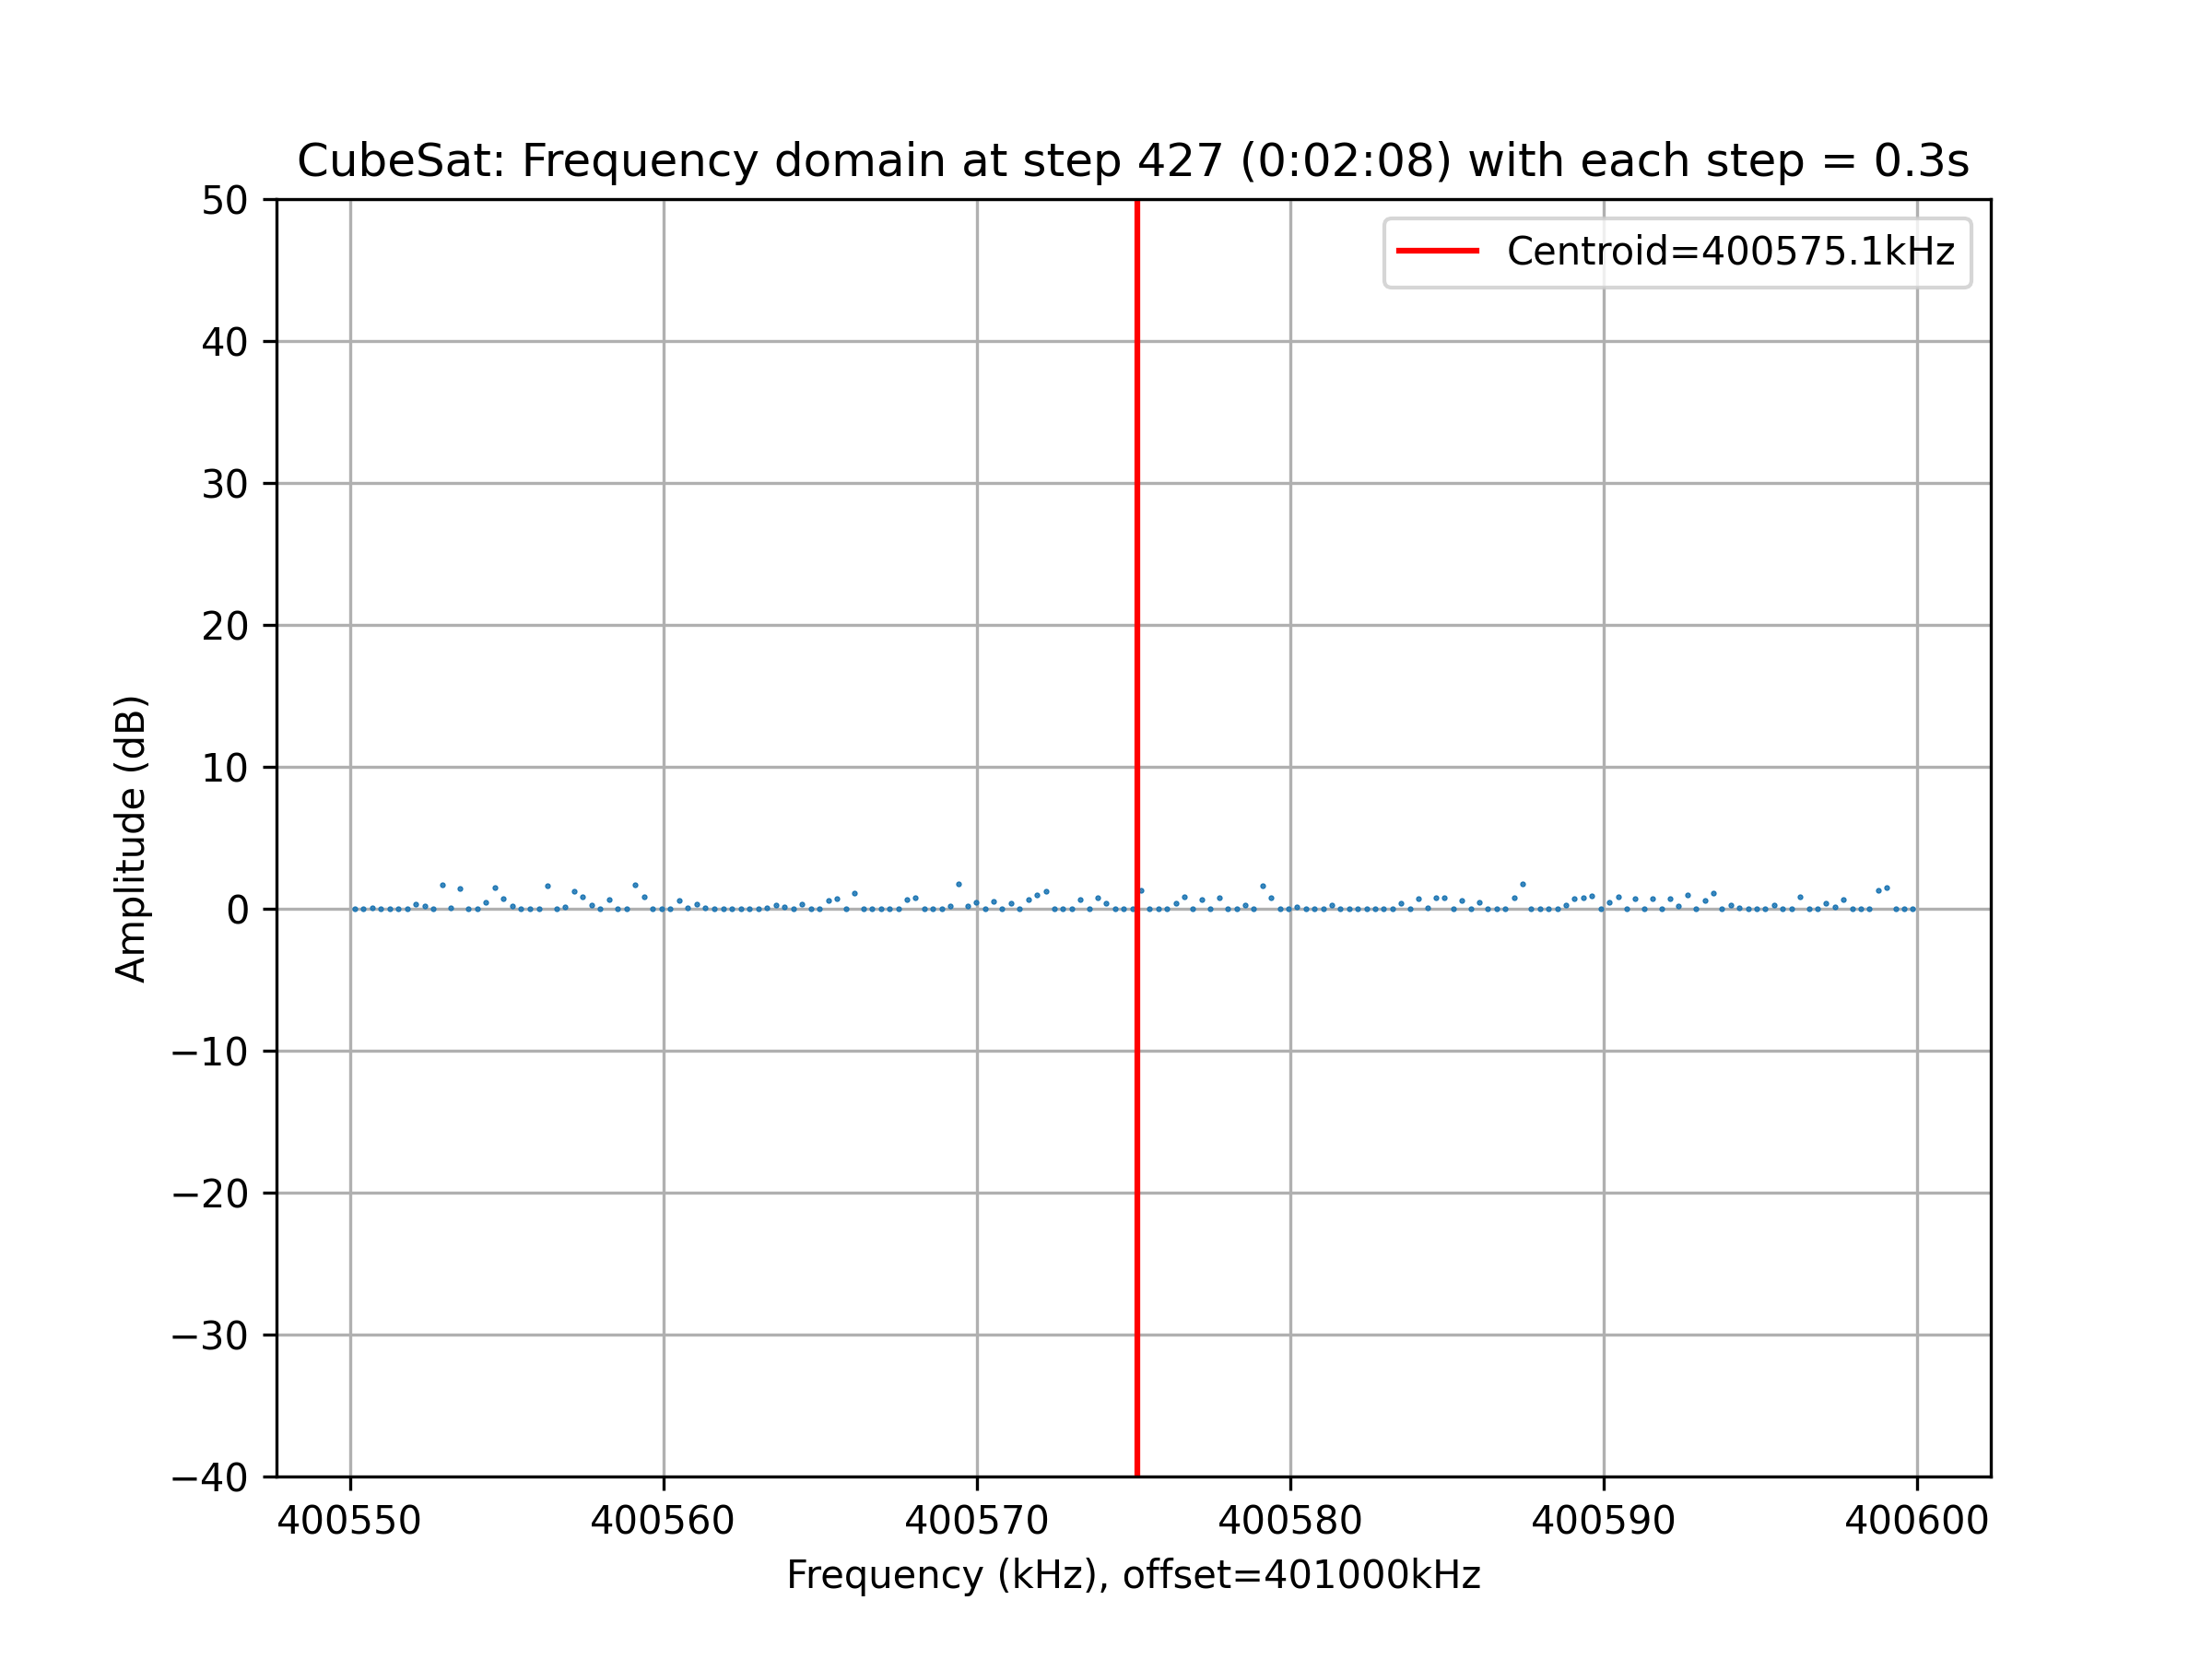 CubeSat: Frequency domain at step 427 (0:02:08) with each step = 0.3s
Centroid=400575.1kHz
50
40
30
20
10
0
−10
−20
−30
−40
Amplitude (dB)
400550 400560 400570 400580 400590 400600
Frequency (kHz), offset=401000kHz